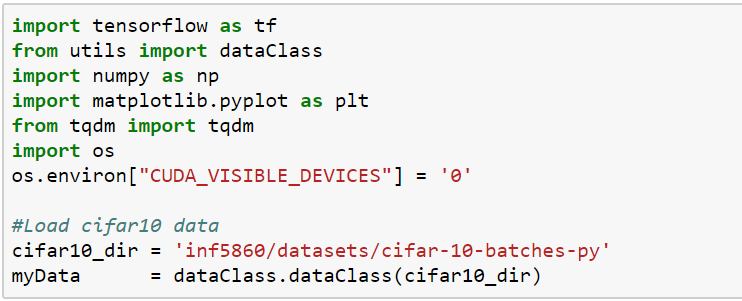 import tensorflow as tf
from utils import dataClass
import numpy as np
import matplotlib.pyplot as plt
from tqdm import tqdm
import os
os.environ["CUDA_VISIBLE_DEVICES"] = '0'

#Load cifar10 data
cifar10_dir = 'inf5860/datasets/cifar-10-batches-py'
myData      = dataClass.dataClass(cifar10_dir)